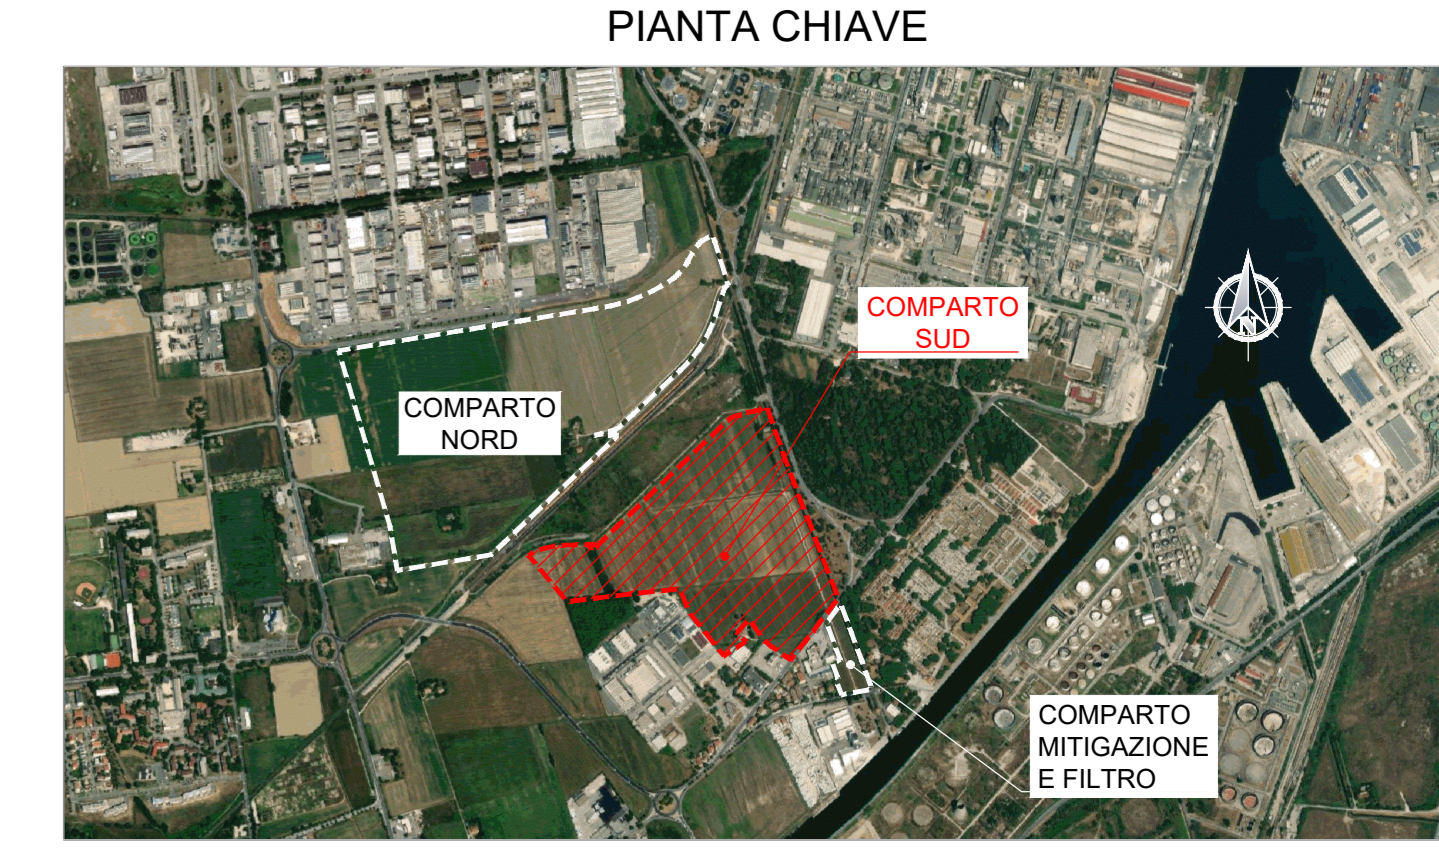 PIANTA CHIAVE
COMPARTO
SUD
N
COMPARTO
NORD
COMPARTO
MITIGAZIONE
E FILTRO